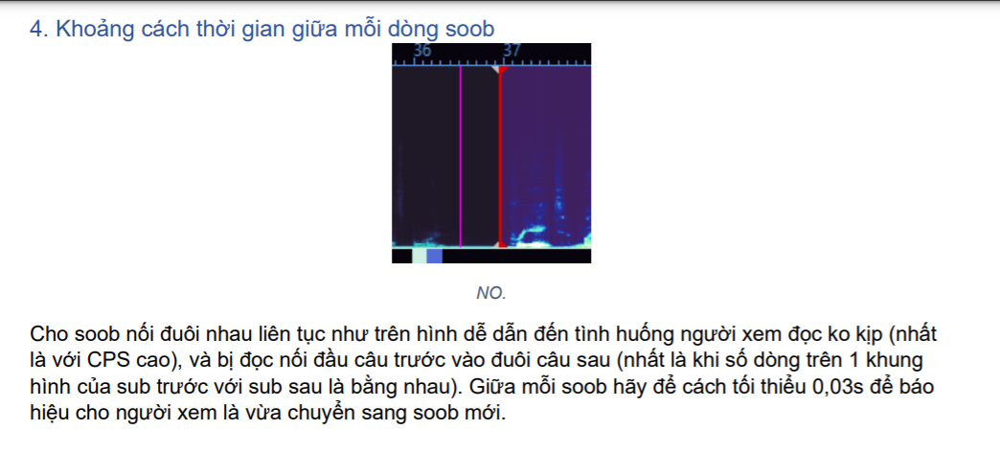 4. Khoảng cách thời gian giữa mỗi dòng soob
36 37
NO.
Cho soob nối đuôi nhau liên tục như trên hình dễ dẫn đến tình huống người xem đọc ko kịp (nhất
là với CPS cao), và bị đọc nối đầu câu trước vào đuôi câu sau (nhất là khi số dòng trên 1 khung
hình của sub trước với sub sau là bằng nhau). Giữa mỗi soob hãy để cách tối thiểu 0,03s để báo
hiệu cho người xem là vừa chuyển sang soob mới.